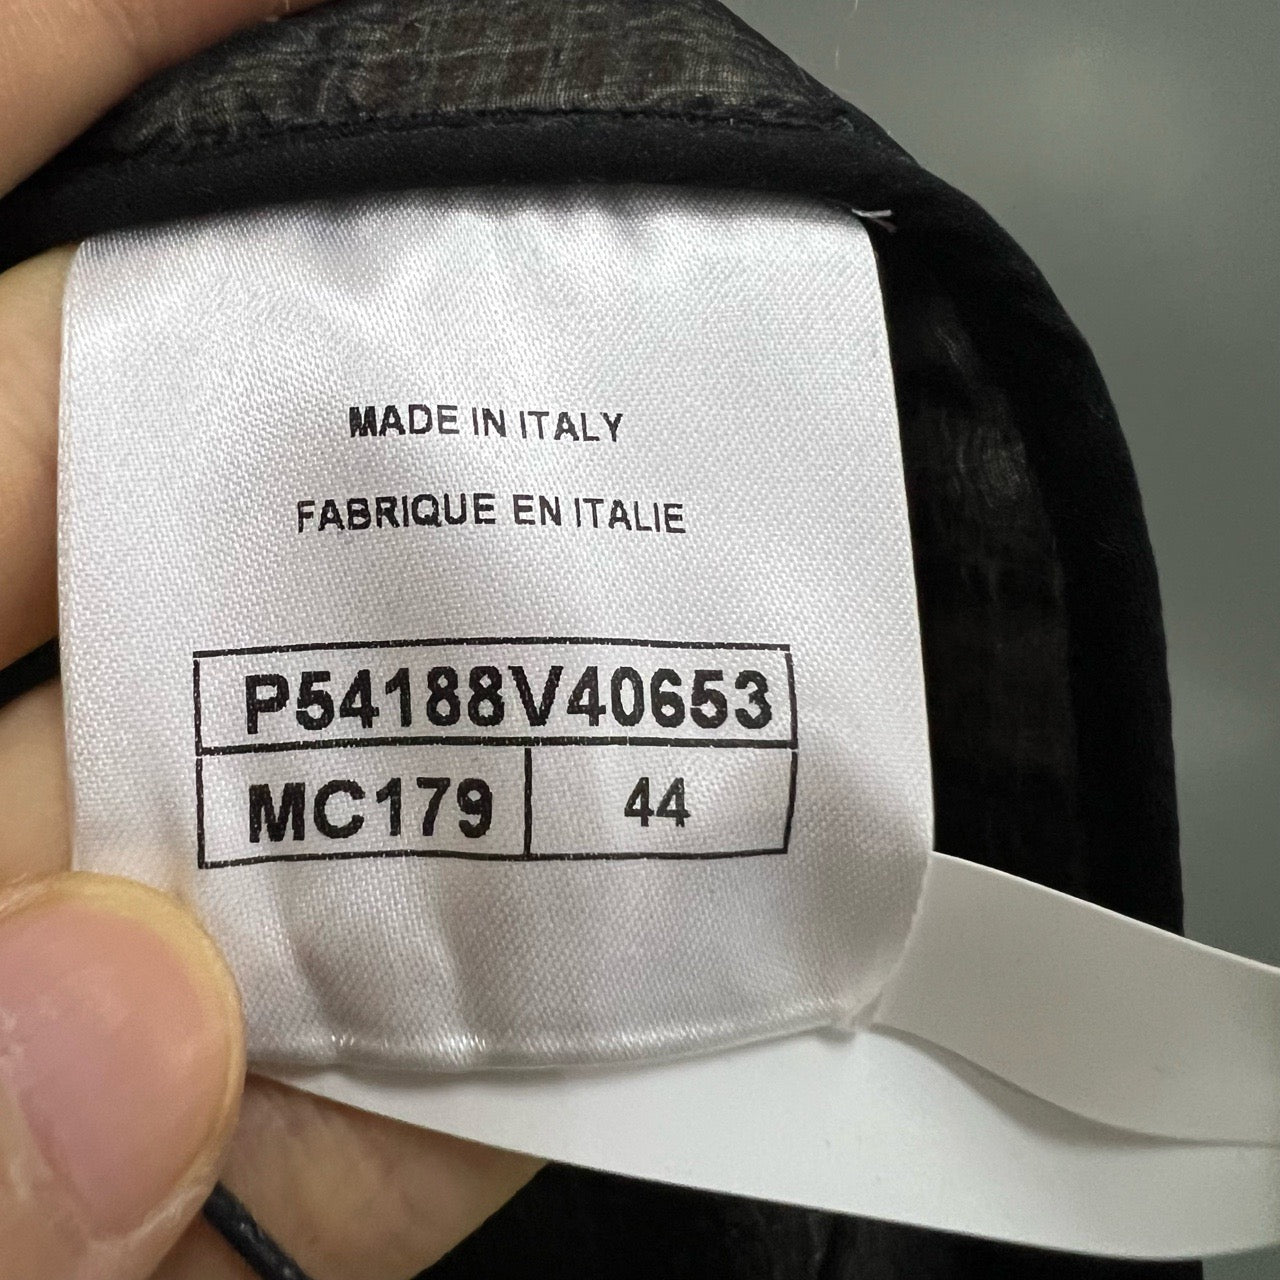 MADE IN ITALY
FABRIQUE EN ITALIE
P54188V40653
MC179 44